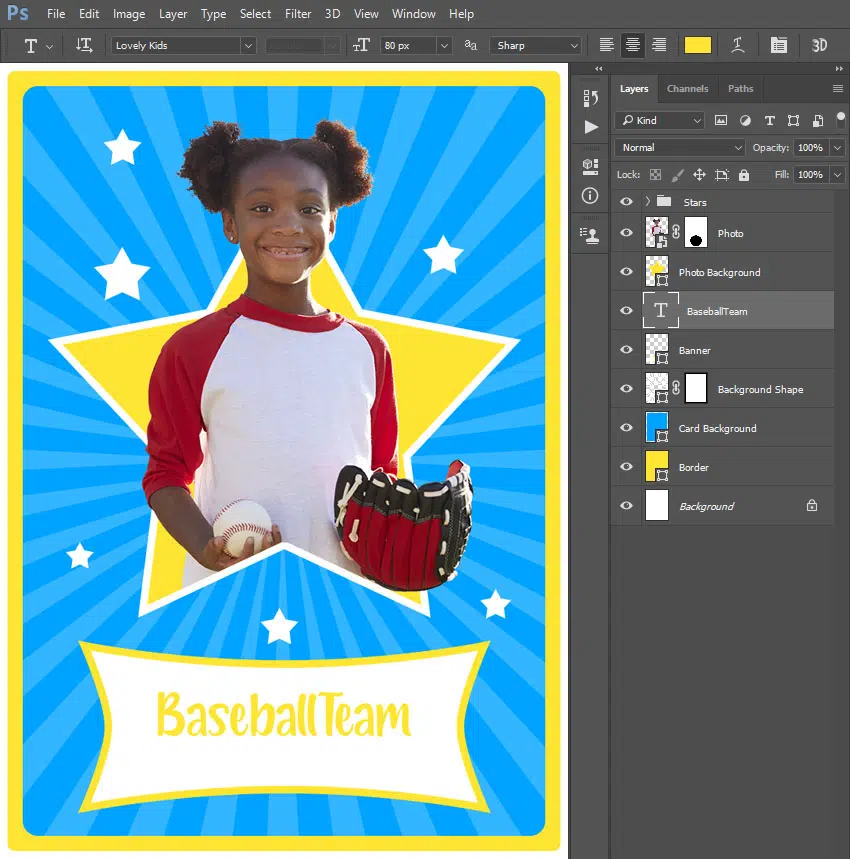 Ps File Edit Image Layer Type Select Filter 3D View Window Help
T Lovely Kids 80 px aa Sharp 3D
Layers Channels Paths
Kind
Normal Opacity: 100%
Lock: Fill: 100%
Stars
Photo
Photo Background
T BaseballTeam
Banner
Background Shape
Card Background
Border
Background
BaseballTeam